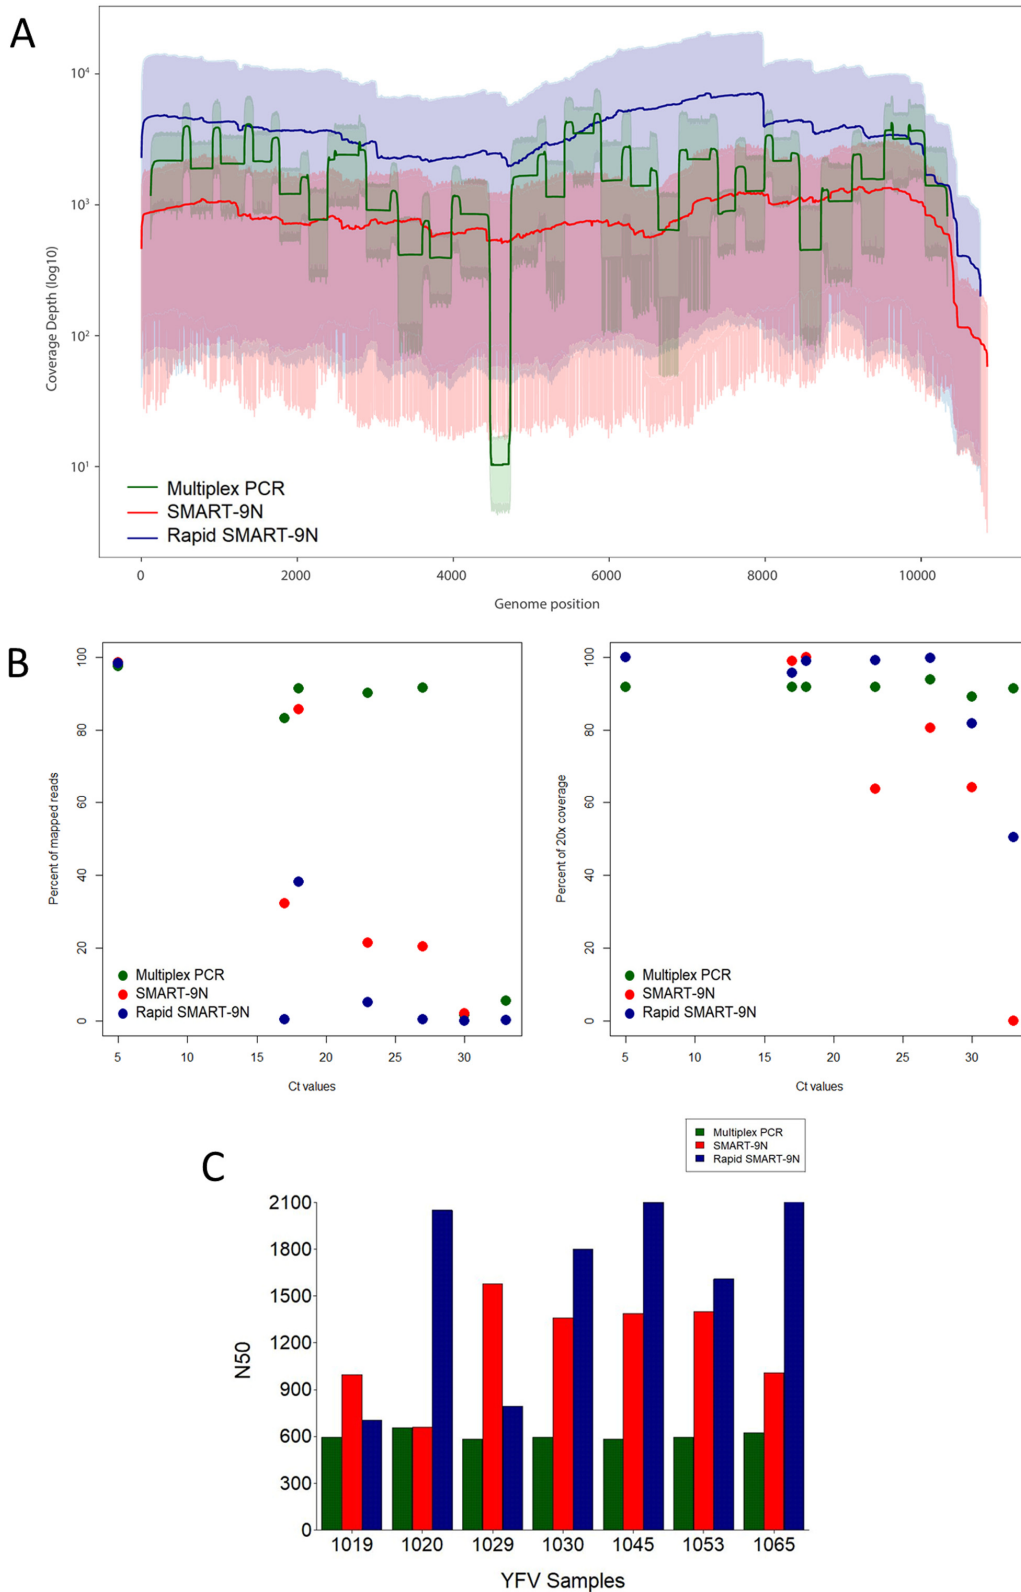 A
Coverage Depth (log10)
10⁴
10³
10²
10¹
Multiplex PCR
SMART-9N
Rapid SMART-9N
0 2000 4000 6000 8000 10000
Genome position
B
Percent of mapped reads
100
80
60
40
20
0
Multiplex PCR
SMART-9N
Rapid SMART-9N
5 10 15 20 25 30
Ct values
Percent of 20x coverage
100
80
60
40
20
0
Multiplex PCR
SMART-9N
Rapid SMART-9N
5 10 15 20 25 30
Ct values
C
Multiplex PCR
SMART-9N
Rapid SMART-9N
N50
2100
1800
1500
1200
900
600
300
0
1019 1020 1029 1030 1045 1053 1065
YFV Samples